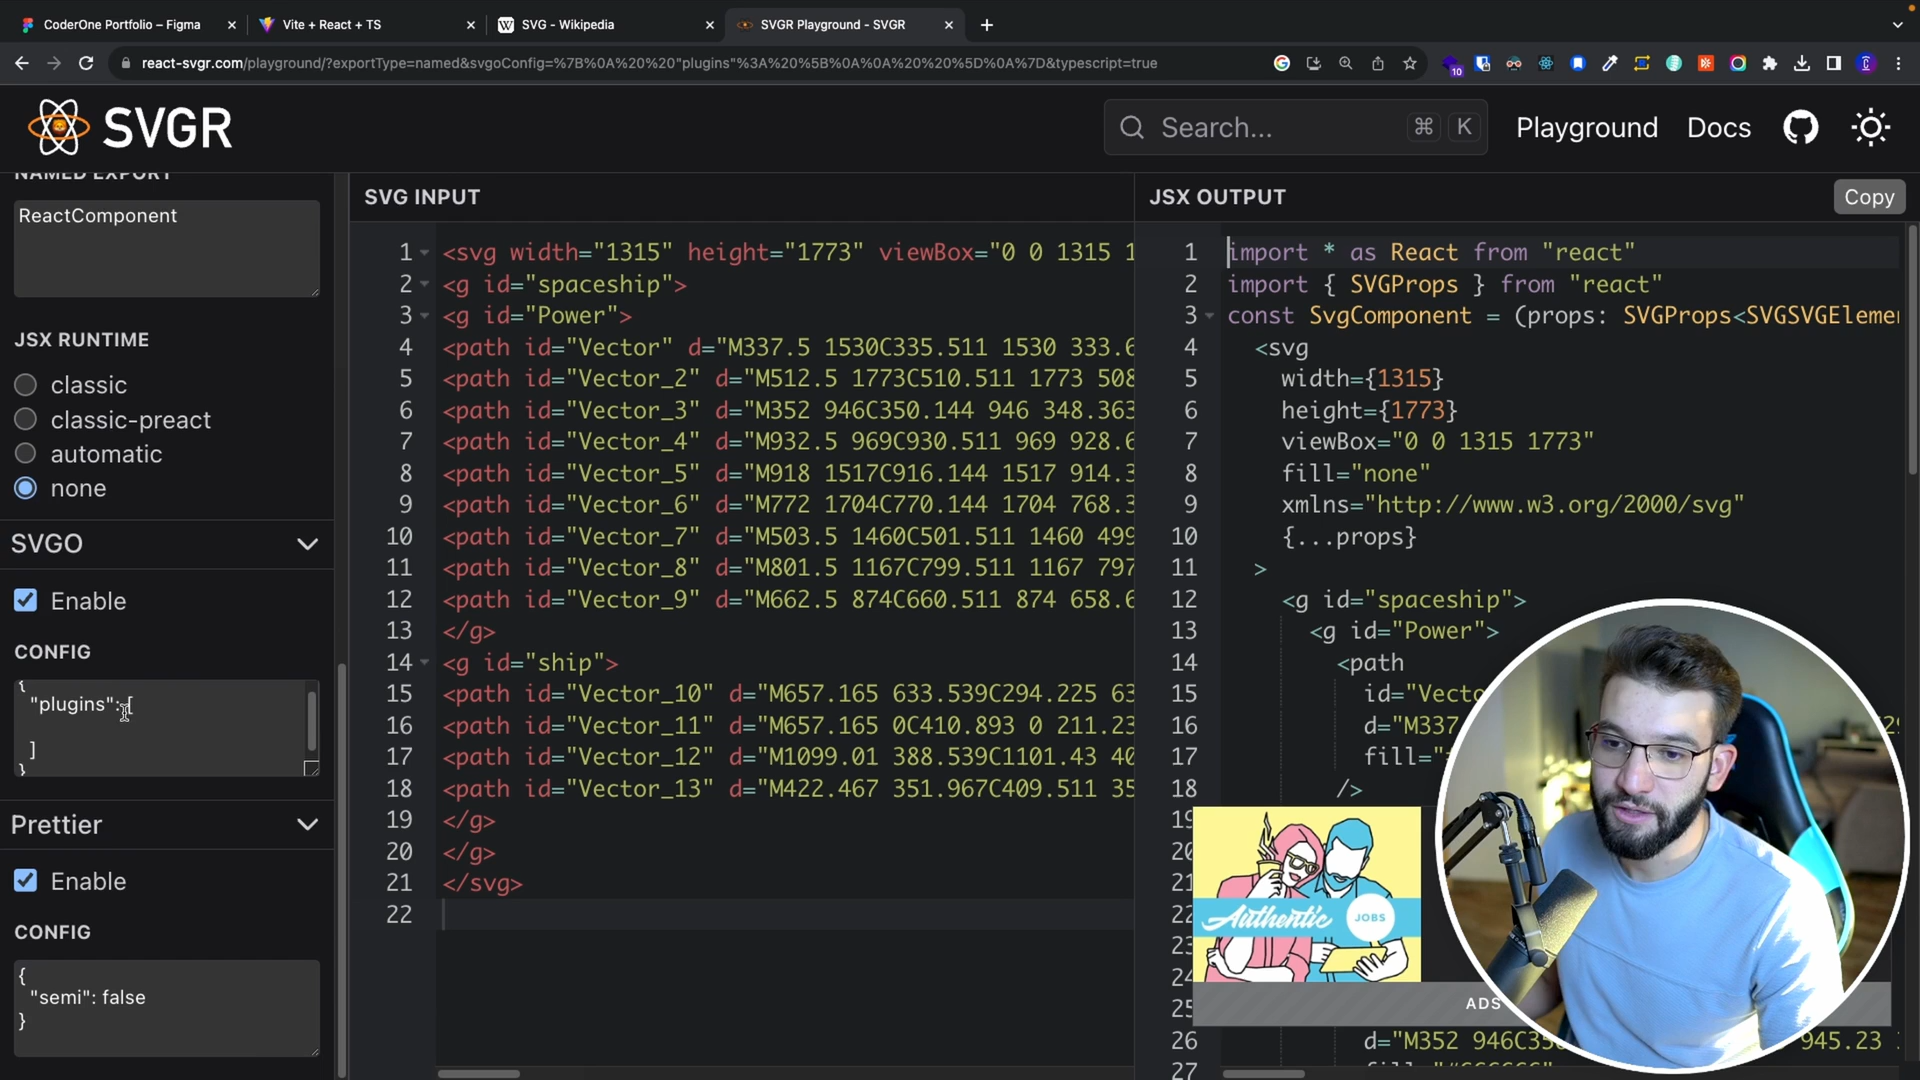 CoderOne Portfolio - Figma
Vite + React + TS
SVG - Wikipedia
SVGR Playground - SVGR
react-svgr.com/playground/?exportType=named&svgoConfig=%7B%0A%20%20"plugins"%3A%20%5B%0A%0A%20%20%5D%0A%7D&typescript=true
10
SVGR
Search...
⌘ K
Playground
Docs
NAMED EXPORT
ReactComponent
JSX RUNTIME
classic
classic-preact
automatic
none
SVGO
Enable
CONFIG
{
"plugins": [
]
}
Prettier
Enable
CONFIG
{
"semi": false
}
SVG INPUT
1 <svg width="1315" height="1773" viewBox="0 0 1315 1
2 <g id="spaceship">
3 <g id="Power">
4 <path id="Vector" d="M337.5 1530C335.511 1530 333.6
5 <path id="Vector_2" d="M512.5 1773C510.511 1773 508
6 <path id="Vector_3" d="M352 946C350.144 946 348.363
7 <path id="Vector_4" d="M932.5 969C930.511 969 928.6
8 <path id="Vector_5" d="M918 1517C916.144 1517 914.3
9 <path id="Vector_6" d="M772 1704C770.144 1704 768.3
10 <path id="Vector_7" d="M503.5 1460C501.511 1460 499
11 <path id="Vector_8" d="M801.5 1167C799.511 1167 797
12 <path id="Vector_9" d="M662.5 874C660.511 874 658.6
13 </g>
14 <g id="ship">
15 <path id="Vector_10" d="M657.165 633.539C294.225 63
16 <path id="Vector_11" d="M657.165 0C410.893 0 211.23
17 <path id="Vector_12" d="M1099.01 388.539C1101.43 40
18 <path id="Vector_13" d="M422.467 351.967C409.511 35
19 </g>
20 </g>
21 </svg>
22
JSX OUTPUT
Copy
1 import * as React from "react"
2 import { SVGProps } from "react"
3 const SvgComponent = (props: SVGProps<SVGSVGElemen
4 <svg
5 width={1315}
6 height={1773}
7 viewBox="0 0 1315 1773"
8 fill="none"
9 xmlns="http://www.w3.org/2000/svg"
10 {...props}
11 >
12 <g id="spaceship">
13 <g id="Power">
14 <path
15 id="Vecto
16 d="M337
17 fill=
18 />
19
20
21
22
23
24
25
26 d="M352 946C35 945.23
27
Authentic JOBS
ADS